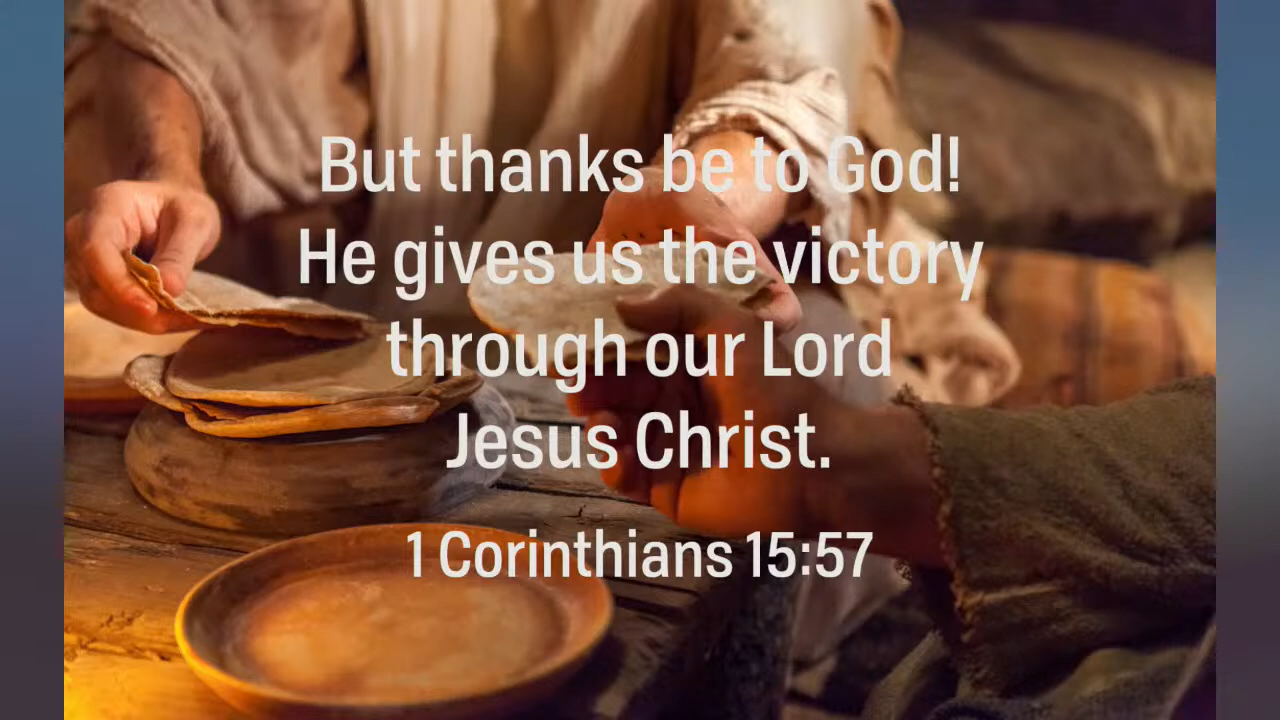 But thanks be to God!
He gives us the victory
through our Lord
Jesus Christ.
1 Corinthians 15:57